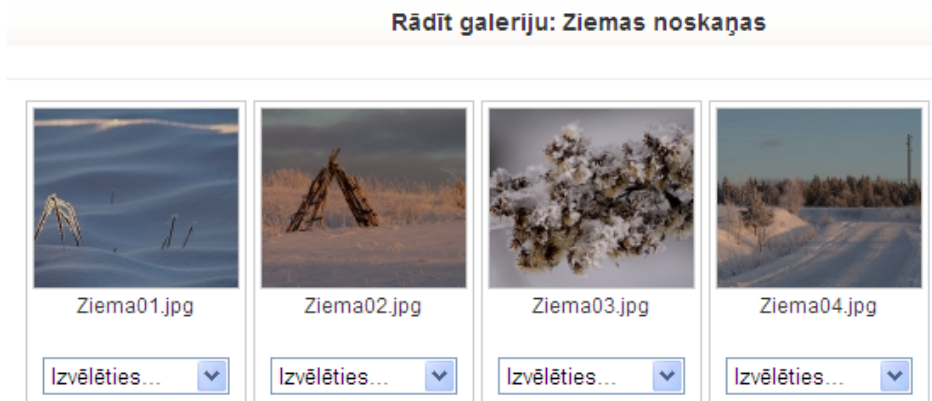 Rādīt galeriju: Ziemas noskaņas
Ziema01.jpg Ziema02.jpg Ziema03.jpg Ziema04.jpg
Izvēlēties... Izvēlēties... Izvēlēties... Izvēlēties...